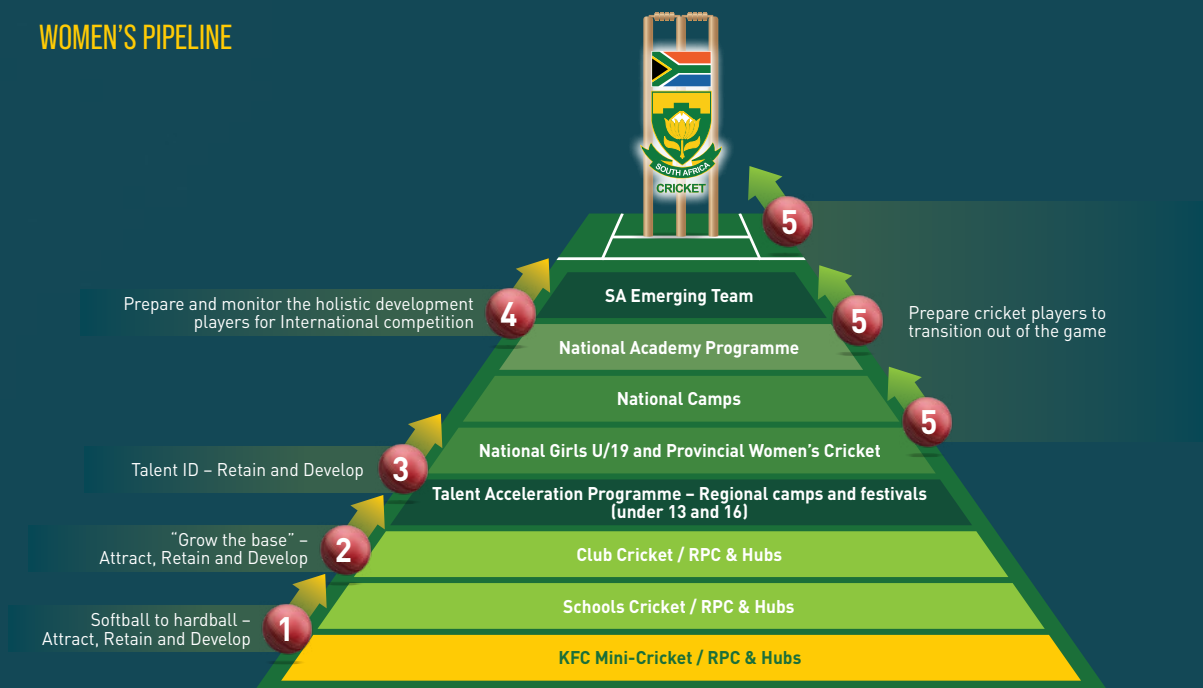 WOMEN'S PIPELINE
SOUTH AFRICA
CRICKET
5
SA Emerging Team
Prepare and monitor the holistic development
players for International competition
4
5
Prepare cricket players to
transition out of the game
National Academy Programme
National Camps
5
National Girls U/19 and Provincial Women's Cricket
Talent ID – Retain and Develop
3
Talent Acceleration Programme – Regional camps and festivals
(under 13 and 16)
"Grow the base" –
Attract, Retain and Develop
2
Club Cricket / RPC & Hubs
Schools Cricket / RPC & Hubs
Softball to hardball –
Attract, Retain and Develop
1
KFC Mini-Cricket / RPC & Hubs